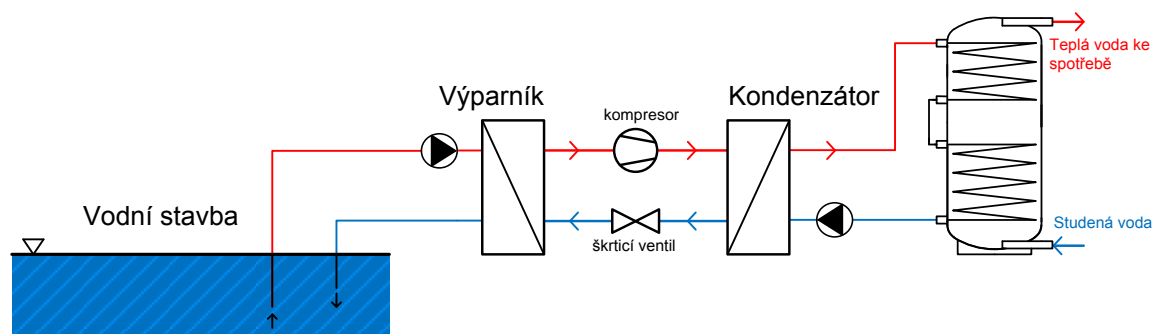 Teplá voda ke
spotřebě
Výparník
kompresor
Kondenzátor
Vodní stavba
škrticí ventil
Studená voda